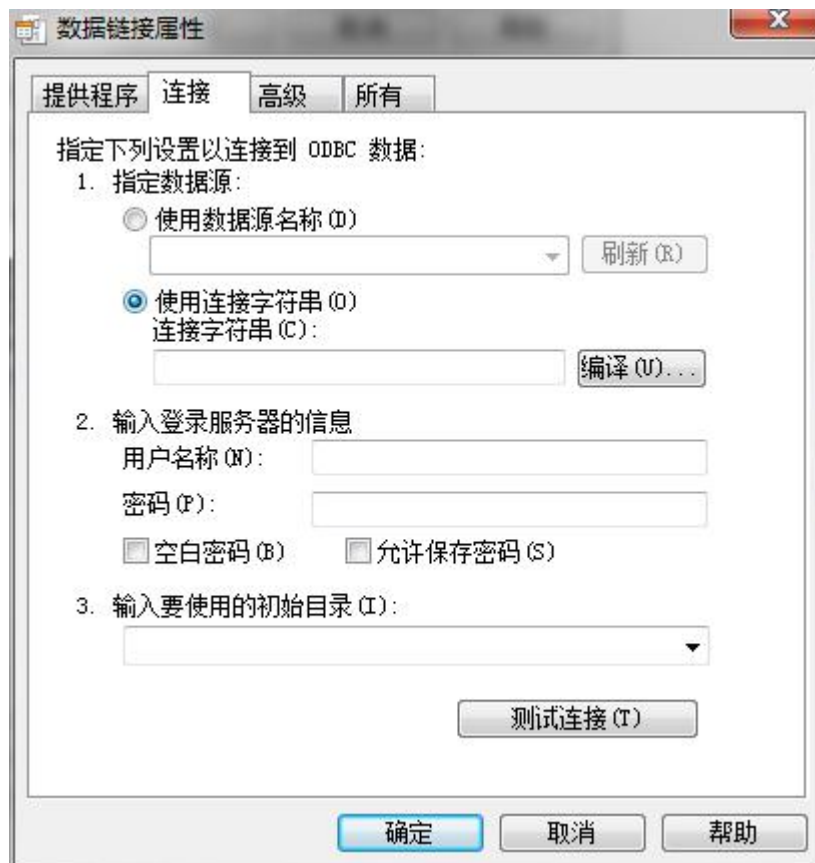 数据链接属性
提供程序 连接 高级 所有
指定下列设置以连接到 ODBC 数据:
1. 指定数据源:
使用数据源名称(D)
刷新(R)
使用连接字符串(O)
连接字符串(C):
编译(U)...
2. 输入登录服务器的信息
用户名称(N):
密码(P):
空白密码(B) 允许保存密码(S)
3. 输入要使用的初始目录(I):
测试连接(T)
确定 取消 帮助